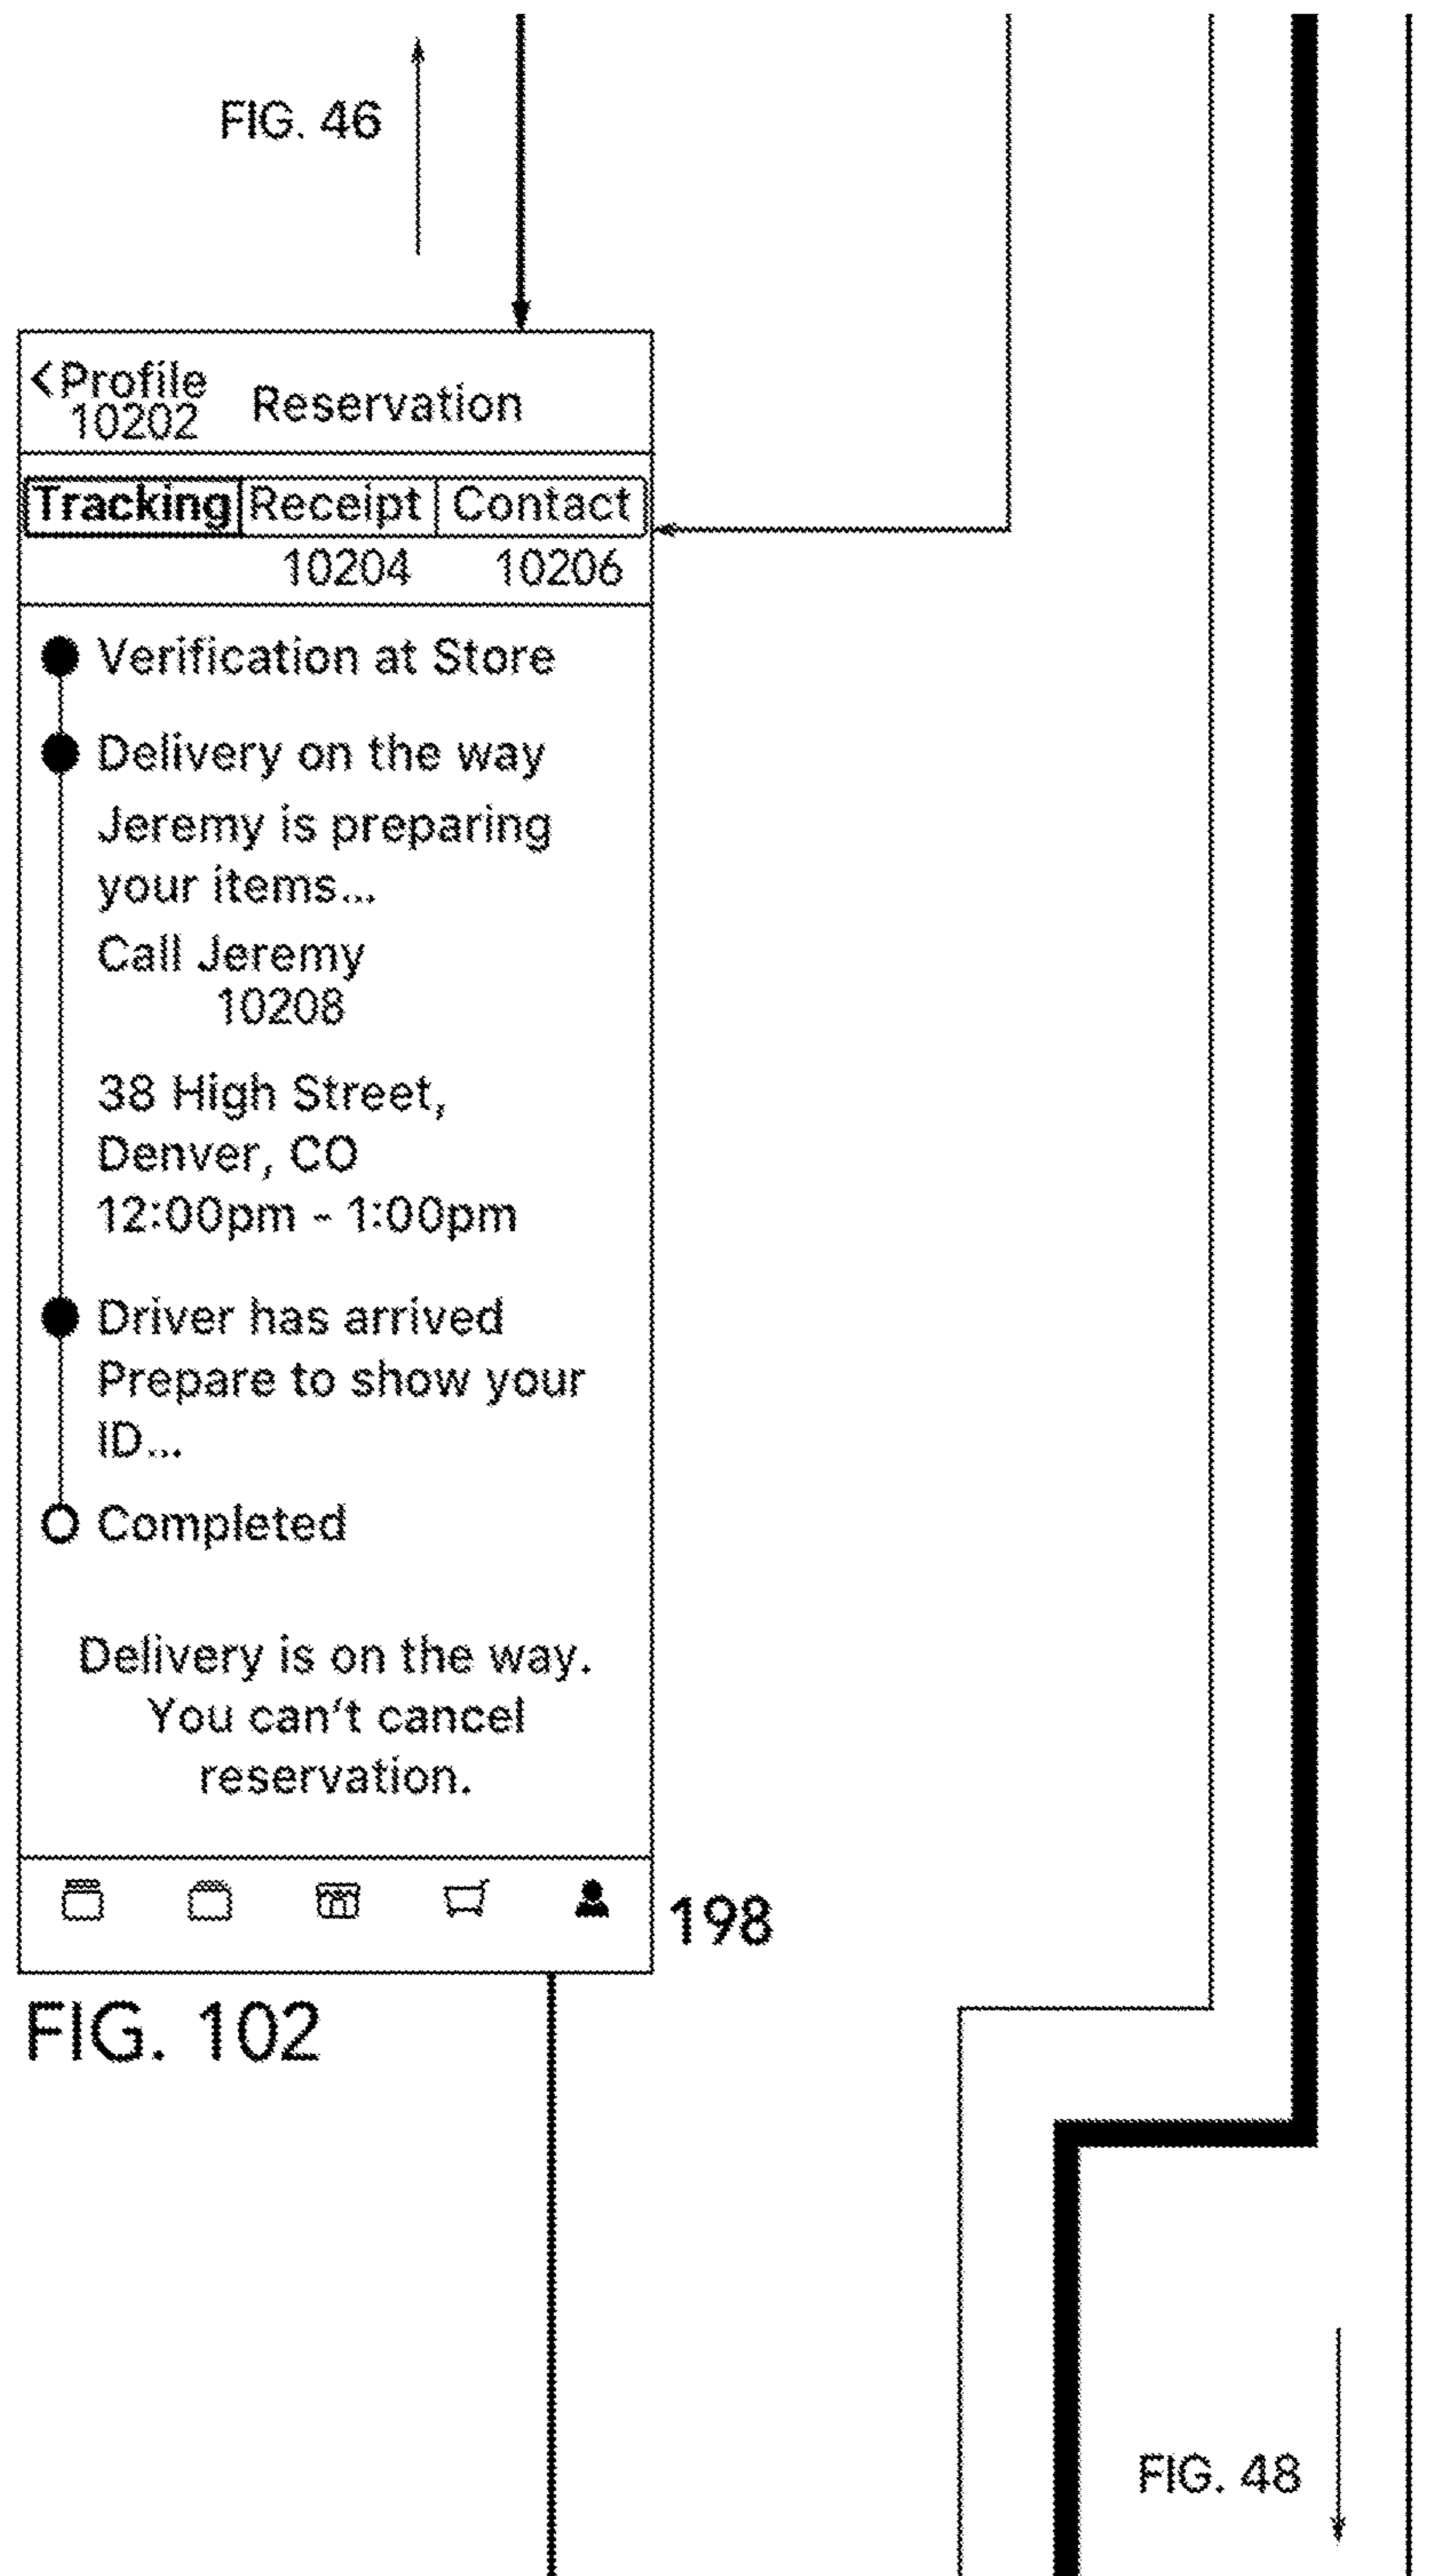 FIG. 46
Profile
10202
Reservation
Tracking Receipt Contact
10204 10206
Verification at Store
Delivery on the way
Jeremy is preparing
your items...
Call Jeremy
10208
38 High Street,
Denver, CO
12:00pm - 1:00pm
Driver has arrived
Prepare to show your
ID...
Completed
Delivery is on the way.
You can't cancel
reservation.
198
FIG. 102
FIG. 48